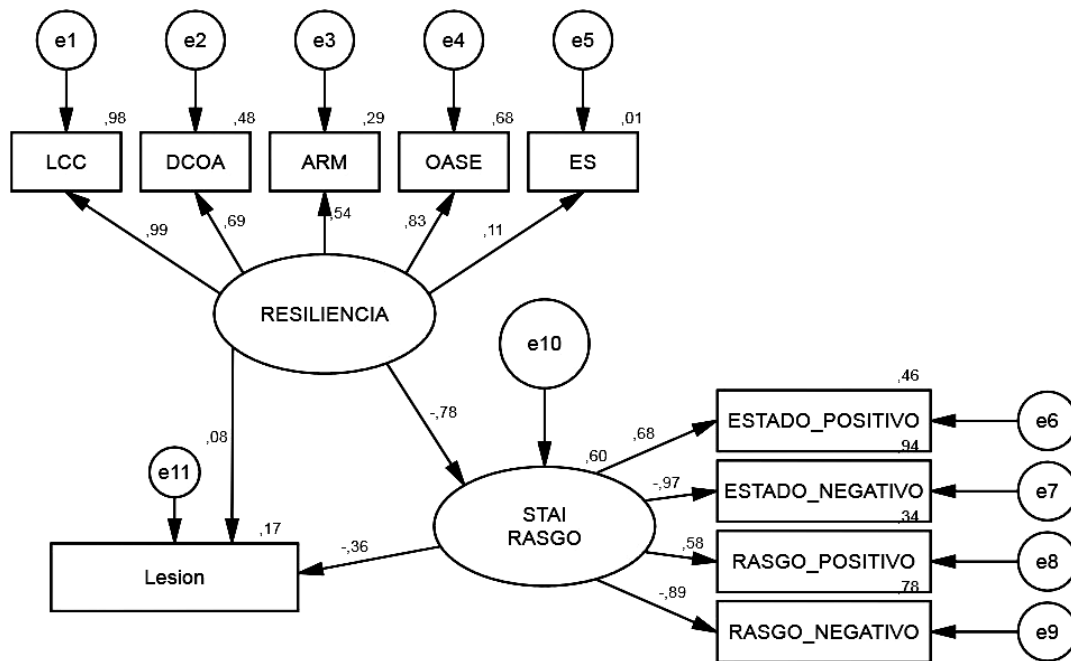 e1
e2
e3
e4
e5
,98
,48
,29
,68
,01
LCC
DCOA
ARM
OASE
ES
,99
,69
,54
,83
,11
RESILIENCIA
e10
-,78
,08
,46
ESTADO_POSITIVO
e6
,68
,60
,94
ESTADO_NEGATIVO
e7
-,97
,34
STAI
RASGO
RASGO_POSITIVO
e8
,58
,78
RASGO_NEGATIVO
e9
-,89
e11
,17
-,36
Lesion